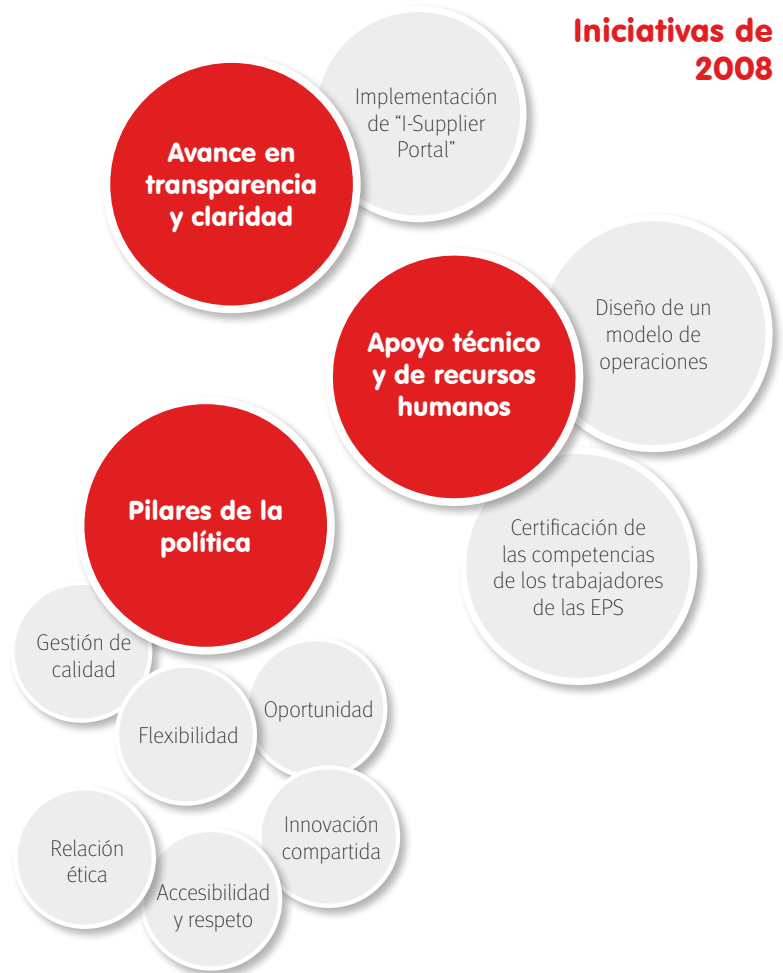 Iniciativas de
2008
Implementación
de “I-Supplier
Portal”
Avance en
transparencia
y claridad
Diseño de un
modelo de
operaciones
Apoyo técnico
y de recursos
humanos
Certificación de
las competencias
de los trabajadores
de las EPS
Pilares de la
política
Gestión de
calidad
Flexibilidad
Oportunidad
Innovación
compartida
Relación
ética
Accesibilidad
y respeto